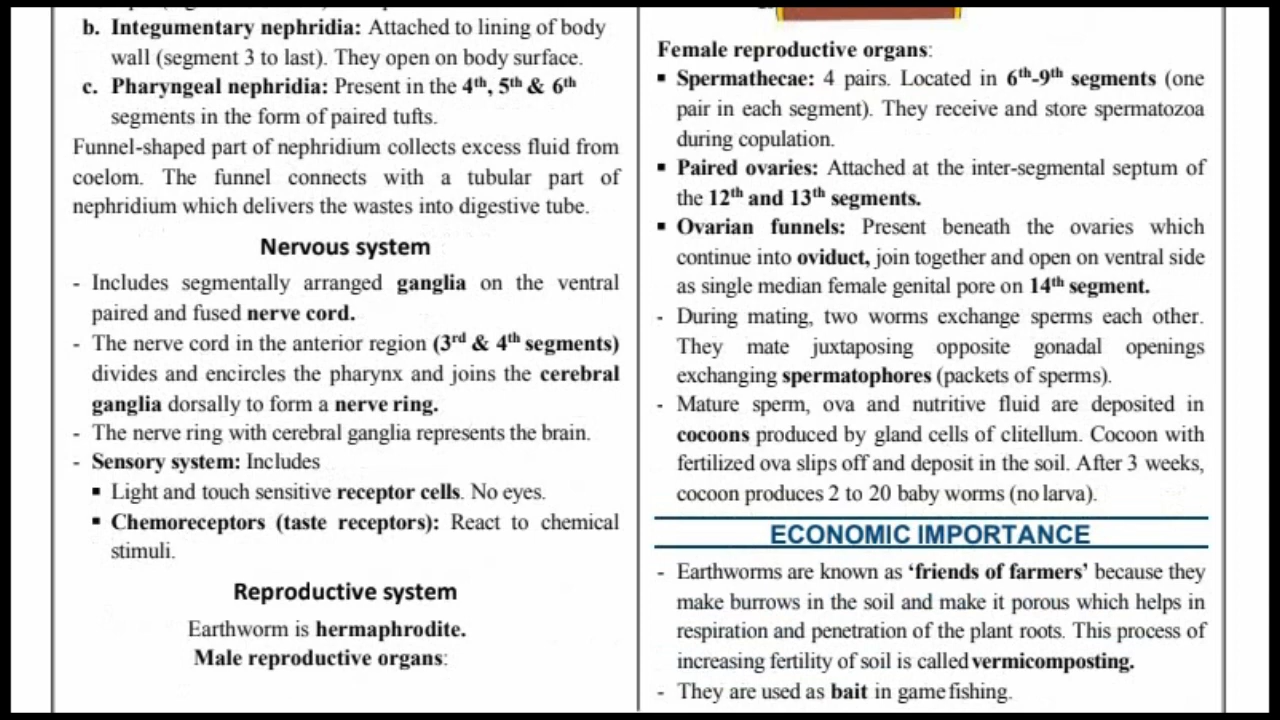 b. Integumentary nephridia: Attached to lining of body
wall (segment 3 to last). They open on body surface.
c. Pharyngeal nephridia: Present in the 4th, 5th & 6th
segments in the form of paired tufts.
Funnel-shaped part of nephridium collects excess fluid from
coelom. The funnel connects with a tubular part of
nephridium which delivers the wastes into digestive tube.
Nervous system
- Includes segmentally arranged ganglia on the ventral
paired and fused nerve cord.
- The nerve cord in the anterior region (3rd & 4th segments)
divides and encircles the pharynx and joins the cerebral
ganglia dorsally to form a nerve ring.
- The nerve ring with cerebral ganglia represents the brain.
- Sensory system: Includes
▪ Light and touch sensitive receptor cells. No eyes.
▪ Chemoreceptors (taste receptors): React to chemical
stimuli.
Reproductive system
Earthworm is hermaphrodite.
Male reproductive organs:
Female reproductive organs:
▪ Spermathecae: 4 pairs. Located in 6th-9th segments (one
pair in each segment). They receive and store spermatozoa
during copulation.
▪ Paired ovaries: Attached at the inter-segmental septum of
the 12th and 13th segments.
▪ Ovarian funnels: Present beneath the ovaries which
continue into oviduct, join together and open on ventral side
as single median female genital pore on 14th segment.
- During mating, two worms exchange sperms each other.
They mate juxtaposing opposite gonadal openings
exchanging spermatophores (packets of sperms).
- Mature sperm, ova and nutritive fluid are deposited in
cocoons produced by gland cells of clitellum. Cocoon with
fertilized ova slips off and deposit in the soil. After 3 weeks,
cocoon produces 2 to 20 baby worms (no larva).
ECONOMIC IMPORTANCE
- Earthworms are known as ‘friends of farmers’ because they
make burrows in the soil and make it porous which helps in
respiration and penetration of the plant roots. This process of
increasing fertility of soil is called vermicomposting.
- They are used as bait in game fishing.